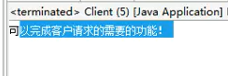 <terminated> Client (5) [Java Application]
可以完成客户请求的需要的功能！